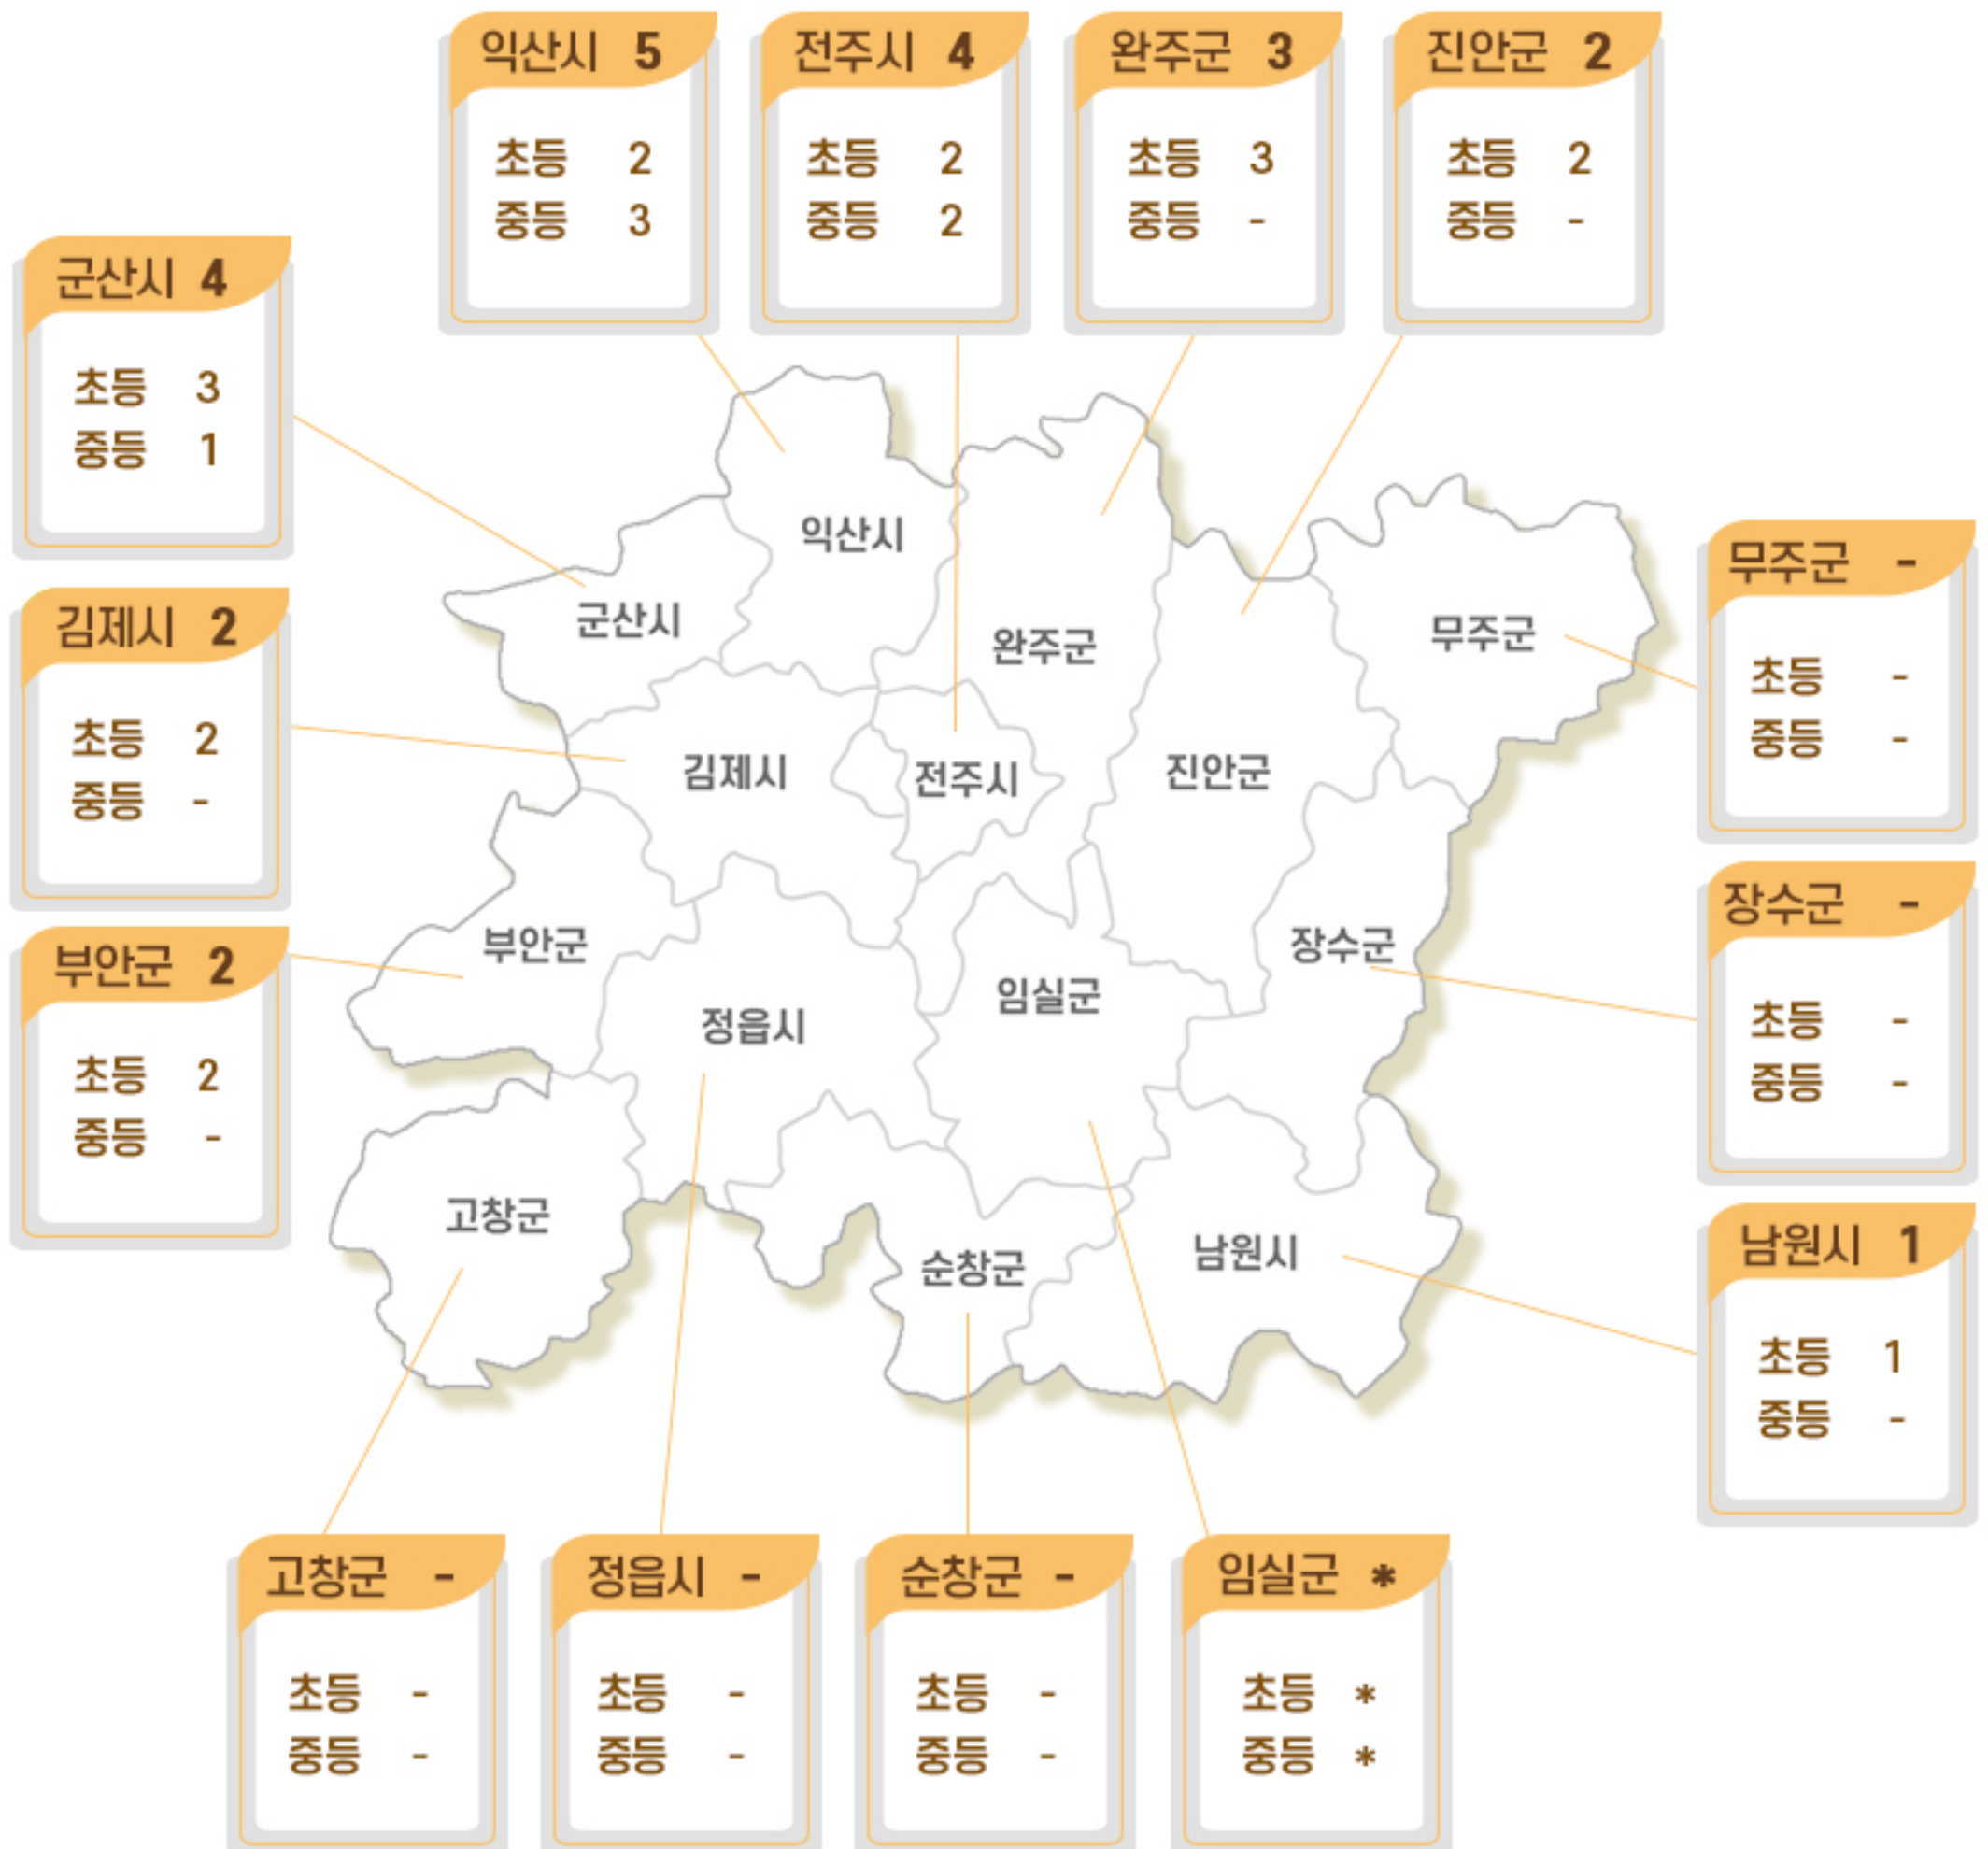 익산시 5
초등 2
중등 3
전주시 4
초등 2
중등 2
완주군 3
초등 3
중등 -
진안군 2
초등 2
중등 -
군산시 4
초등 3
중등 1
김제시 2
초등 2
중등 -
부안군 2
초등 2
중등 -
무주군 -
초등 -
중등 -
장수군 -
초등 -
중등 -
남원시 1
초등 1
중등 -
익산시
군산시
완주군
무주군
김제시
전주시
진안군
부안군
장수군
임실군
정읍시
고창군
순창군
남원시
고창군 -
초등 -
중등 -
정읍시 -
초등 -
중등 -
순창군 -
초등 -
중등 -
임실군 *
초등 *
중등 *